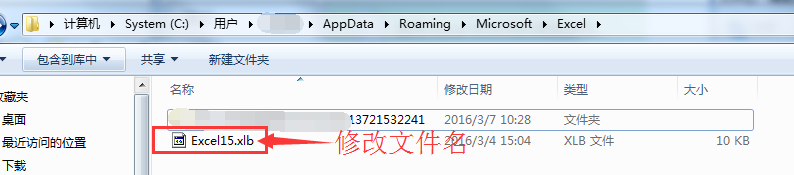 计算机 ▸ System (C:) ▸ 用户 ▸ AppData ▸ Roaming ▸ Microsoft ▸ Excel ▸
包含到库中 共享 新建文件夹
收藏夹
桌面
最近访问的位置
下载
名称 修改日期 类型 大小
13721532241 2016/3/7 10:28 文件夹
Excel15.xlb 修改文件名 2016/3/4 15:04 XLB 文件 10 KB